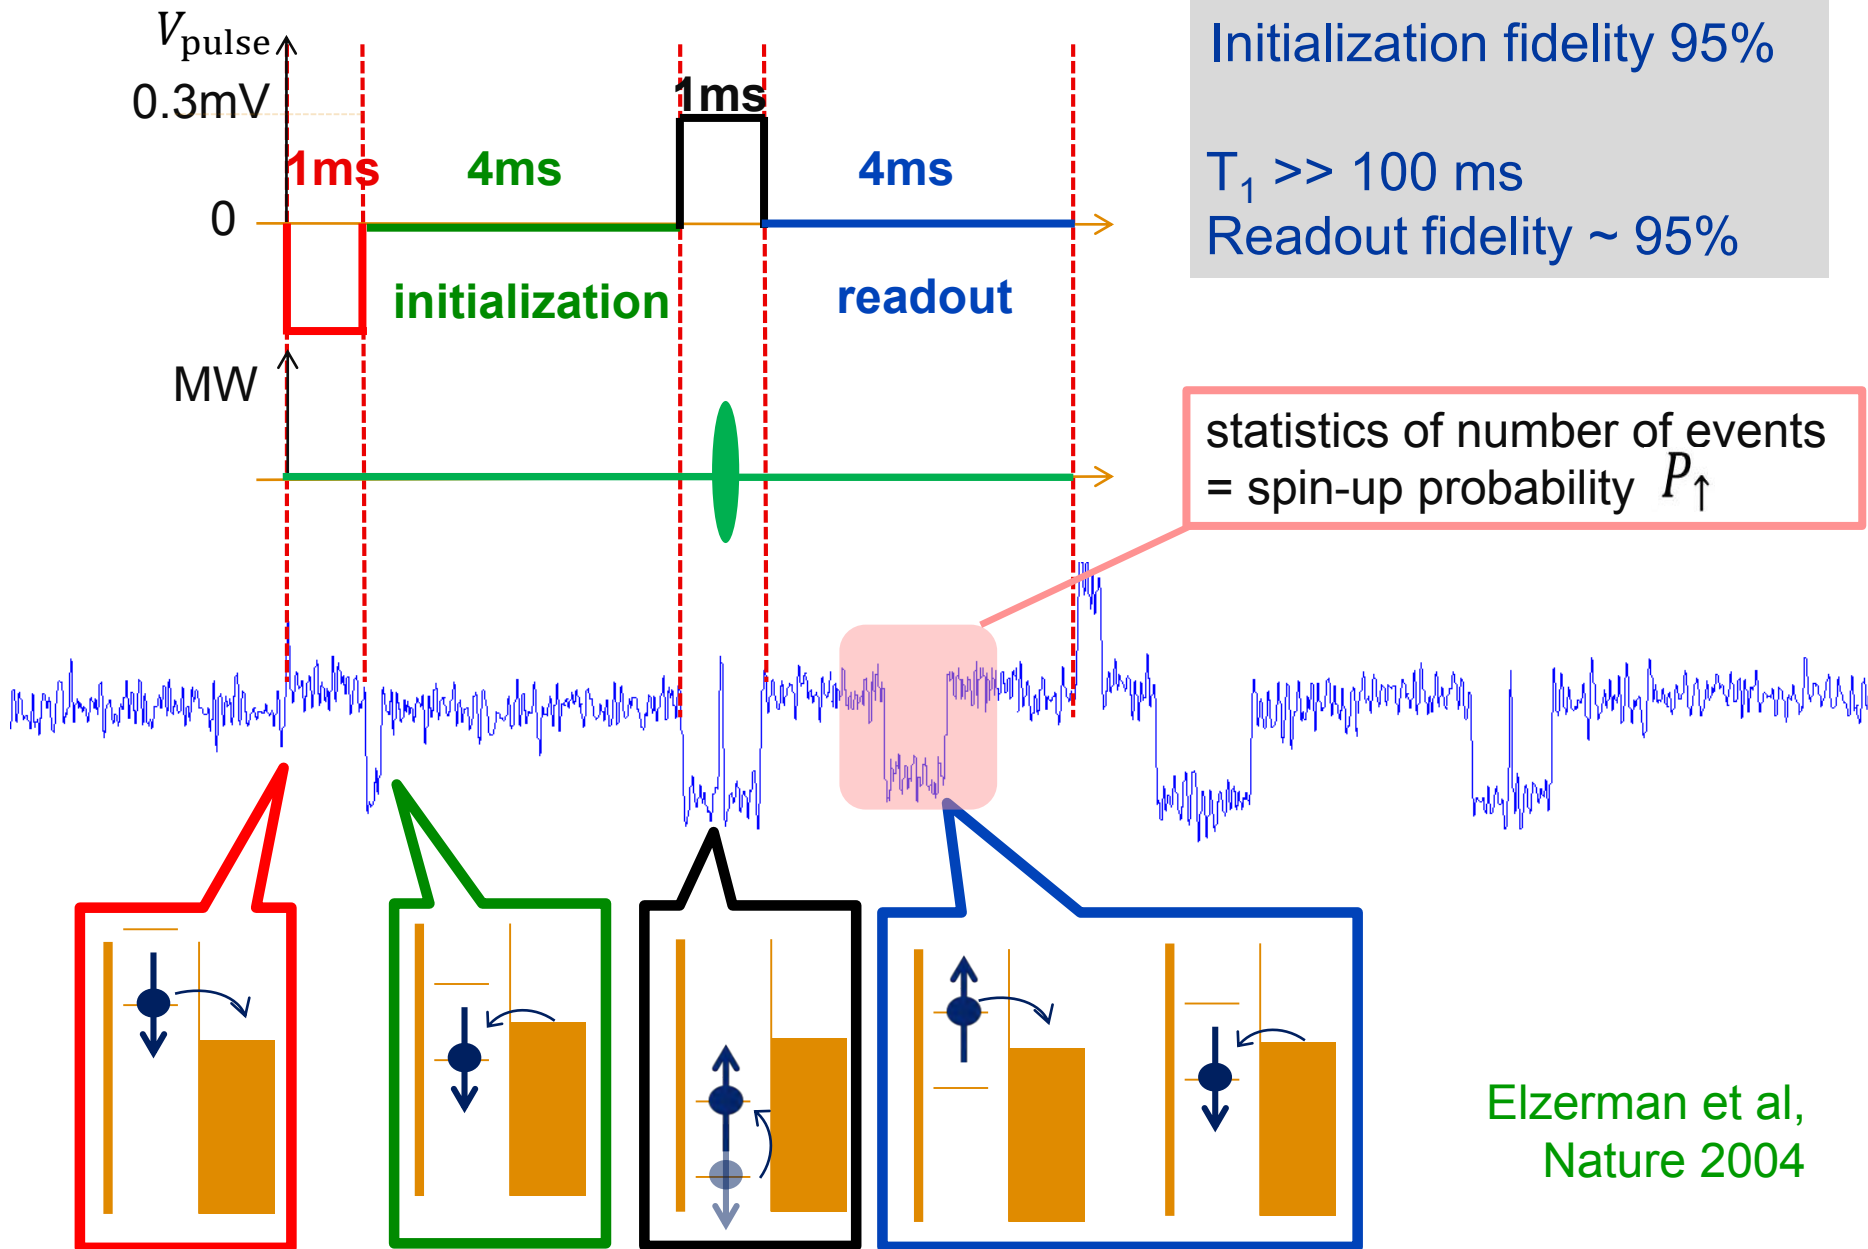 V_pulse
0.3mV
0
1ms
4ms
1ms
4ms
initialization
readout
MW
Initialization fidelity 95%
T₁ >> 100 ms
Readout fidelity ~ 95%
statistics of number of events
= spin-up probability P↑
Elzerman et al,
Nature 2004